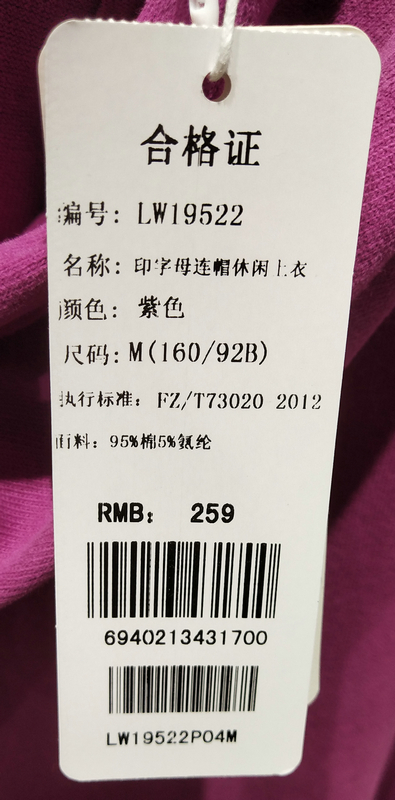 合格证
编号: LW19522
名称: 印字母连帽休闲上衣
颜色: 紫色
尺码: M(160/92B)
执行标准: FZ/T73020 2012
面料: 95%棉5%氨纶
RMB: 259
6940213431700
LW19522P04M